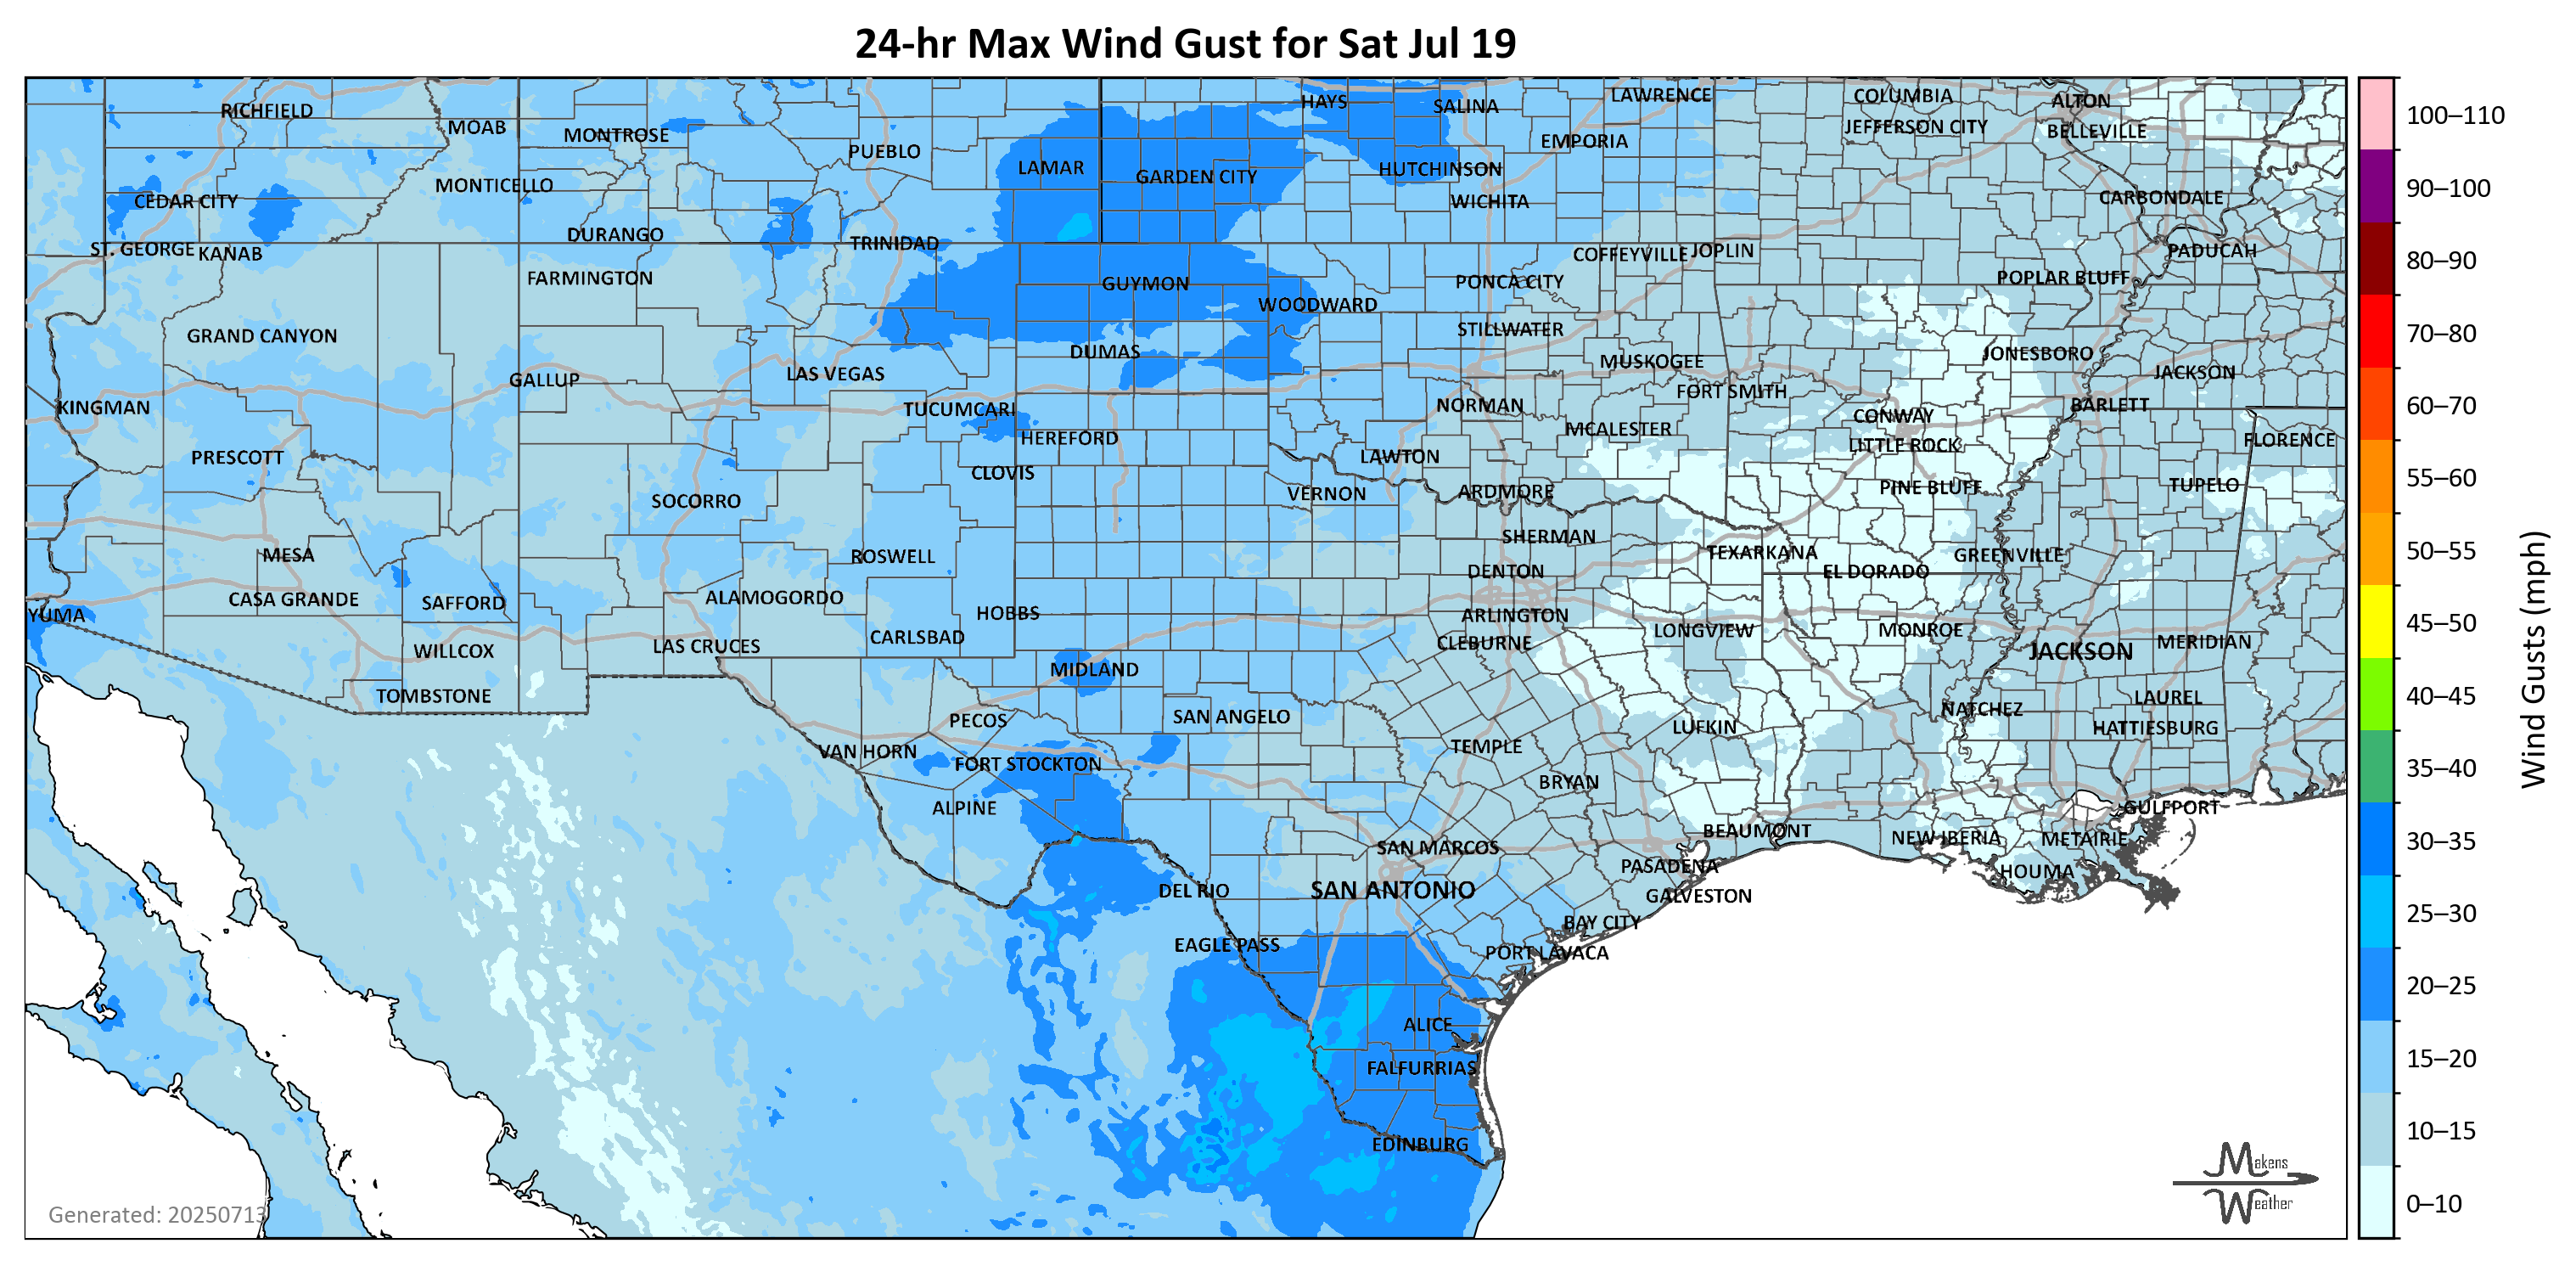 24-hr Max Wind Gust for Sat Jul 19
RICHFIELD
MOAB
MONTROSE
PUEBLO
LAMAR
HAYS
SALINA
LAWRENCE
COLUMBIA
ALTON
GARDEN CITY
HUTCHINSON
EMPORIA
JEFFERSON CITY
BELLEVILLE
CEDAR CITY
MONTICELLO
WICHITA
CARBONDALE
ST. GEORGE
KANAB
DURANGO
TRINIDAD
COFFEYVILLE
JOPLIN
PADUCAH
FARMINGTON
GUYMON
WOODWARD
PONCA CITY
POPLAR BLUFF
GRAND CANYON
DUMAS
STILLWATER
MUSKOGEE
JONESBORO
GALLUP
LAS VEGAS
FORT SMITH
JACKSON
KINGMAN
TUCUMCARI
HEREFORD
NORMAN
MCALESTER
CONWAY
BARLETT
PRESCOTT
CLOVIS
LAWTON
LITTLE ROCK
FLORENCE
SOCORRO
VERNON
ARDMORE
PINE BLUFF
TUPELO
MESA
ROSWELL
SHERMAN
TEXARKANA
GREENVILLE
DENTON
EL DORADO
YUMA
CASA GRANDE
SAFFORD
ALAMOGORDO
HOBBS
ARLINGTON
WILLCOX
LAS CRUCES
CARLSBAD
CLEBURNE
LONGVIEW
MONROE
JACKSON
MERIDIAN
TOMBSTONE
MIDLAND
PECOS
SAN ANGELO
LUFKIN
NATCHEZ
LAUREL
HATTIESBURG
VAN HORN
FORT STOCKTON
TEMPLE
BRYAN
ALPINE
SAN MARCOS
BEAUMONT
NEW IBERIA
METAIRIE
GULFPORT
DEL RIO
SAN ANTONIO
PASADENA
GALVESTON
HOUMA
EAGLE PASS
BAY CITY
PORT LAVACA
ALICE
FALFURRIAS
EDINBURG
Generated: 20250713
Makens
Weather
100–110
90–100
80–90
70–80
60–70
55–60
50–55
45–50
40–45
35–40
30–35
25–30
20–25
15–20
10–15
0–10
Wind Gusts (mph)